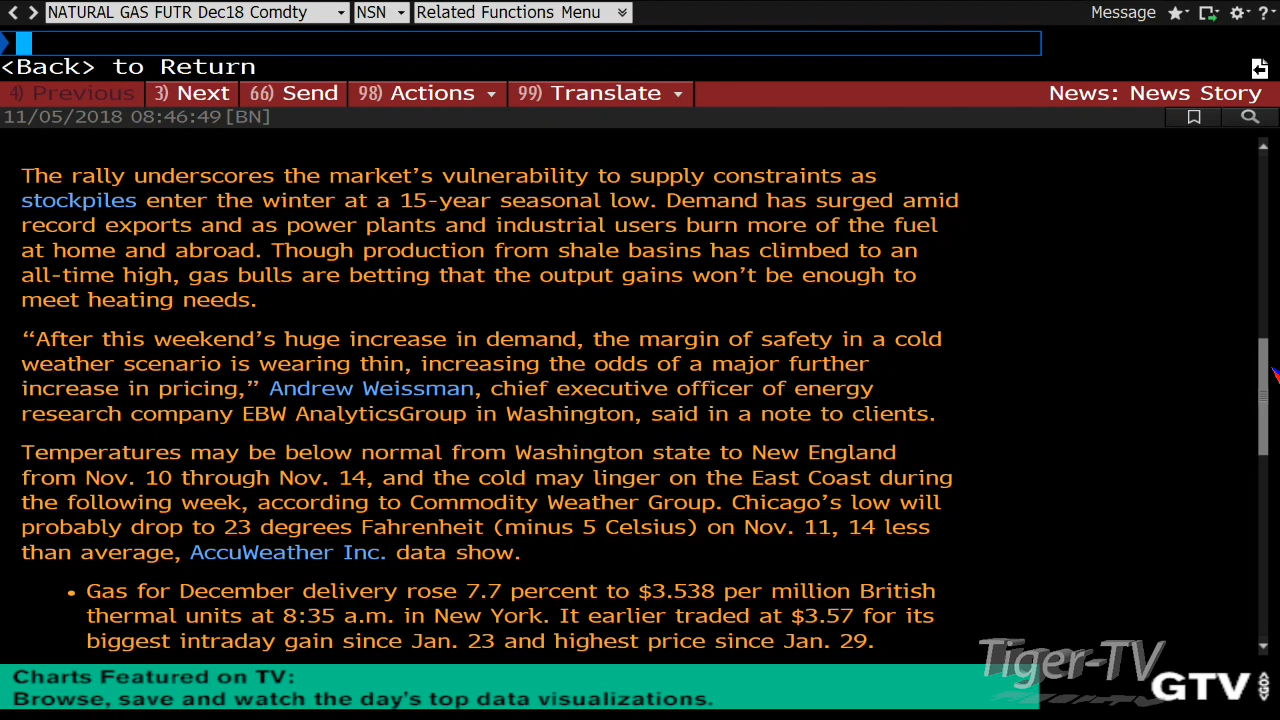 NATURAL GAS FUTR Dec18 Comdty NSN Related Functions Menu Message ?
<Back> to Return
4) Previous 3) Next 66) Send 98) Actions 99) Translate News: News Story
11/05/2018 08:46:49 [BN]
The rally underscores the market's vulnerability to supply constraints as
stockpiles enter the winter at a 15-year seasonal low. Demand has surged amid
record exports and as power plants and industrial users burn more of the fuel
at home and abroad. Though production from shale basins has climbed to an
all-time high, gas bulls are betting that the output gains won't be enough to
meet heating needs.
“After this weekend's huge increase in demand, the margin of safety in a cold
weather scenario is wearing thin, increasing the odds of a major further
increase in pricing,” Andrew Weissman, chief executive officer of energy
research company EBW AnalyticsGroup in Washington, said in a note to clients.
Temperatures may be below normal from Washington state to New England
from Nov. 10 through Nov. 14, and the cold may linger on the East Coast during
the following week, according to Commodity Weather Group. Chicago's low will
probably drop to 23 degrees Fahrenheit (minus 5 Celsius) on Nov. 11, 14 less
than average, AccuWeather Inc. data show.
• Gas for December delivery rose 7.7 percent to $3.538 per million British
thermal units at 8:35 a.m. in New York. It earlier traded at $3.57 for its
biggest intraday gain since Jan. 23 and highest price since Jan. 29.
Tiger-TV
Charts Featured on TV:
Browse, save and watch the day's top data visualizations.
GTV